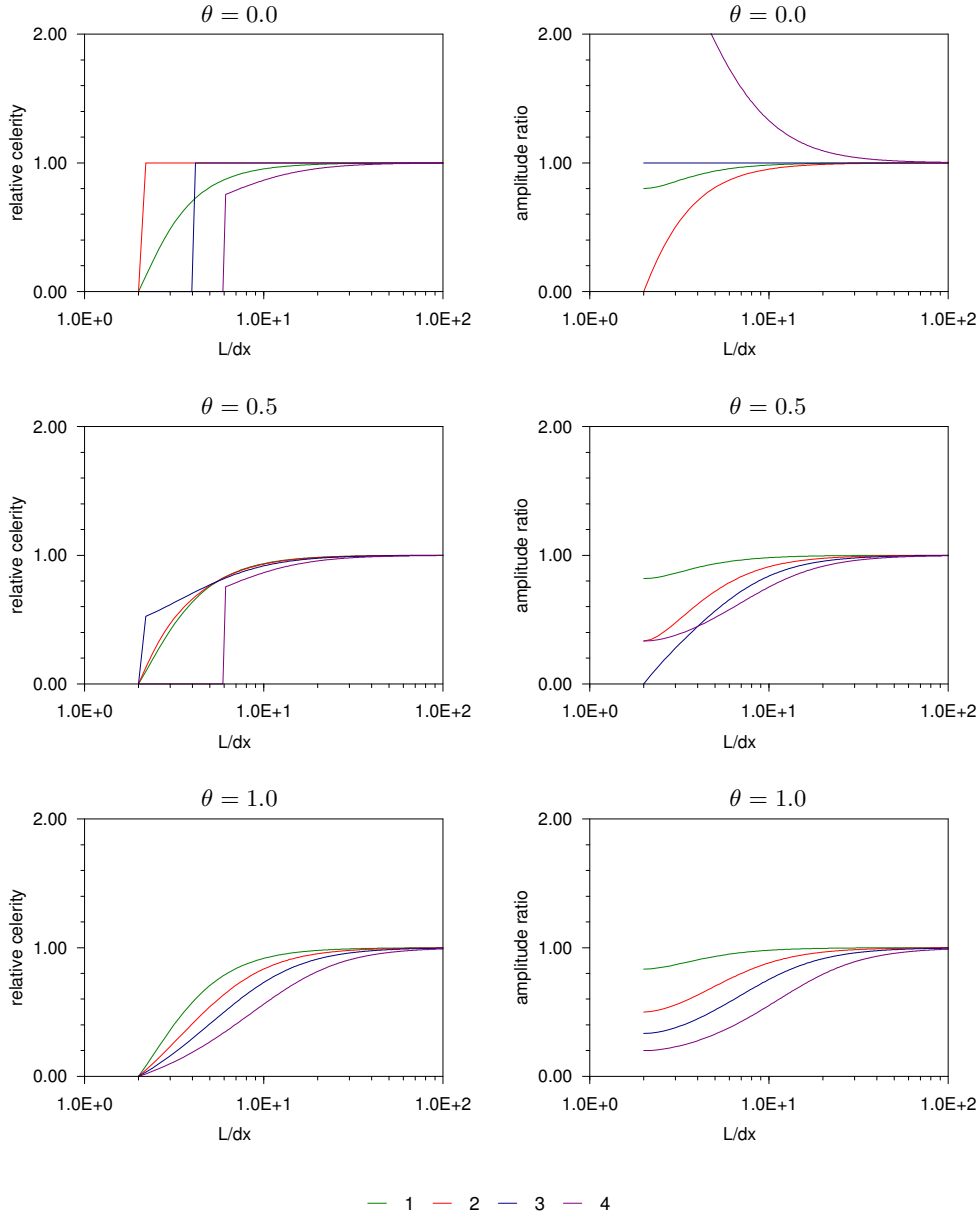 θ = 0.0
θ = 0.0
2.00
1.00
0.00
relative celerity
1.0E+0
1.0E+1
1.0E+2
L/dx
2.00
1.00
0.00
amplitude ratio
1.0E+0
1.0E+1
1.0E+2
L/dx
θ = 0.5
θ = 0.5
2.00
1.00
0.00
relative celerity
1.0E+0
1.0E+1
1.0E+2
L/dx
2.00
1.00
0.00
amplitude ratio
1.0E+0
1.0E+1
1.0E+2
L/dx
θ = 1.0
θ = 1.0
2.00
1.00
0.00
relative celerity
1.0E+0
1.0E+1
1.0E+2
L/dx
2.00
1.00
0.00
amplitude ratio
1.0E+0
1.0E+1
1.0E+2
L/dx
1 2 3 4